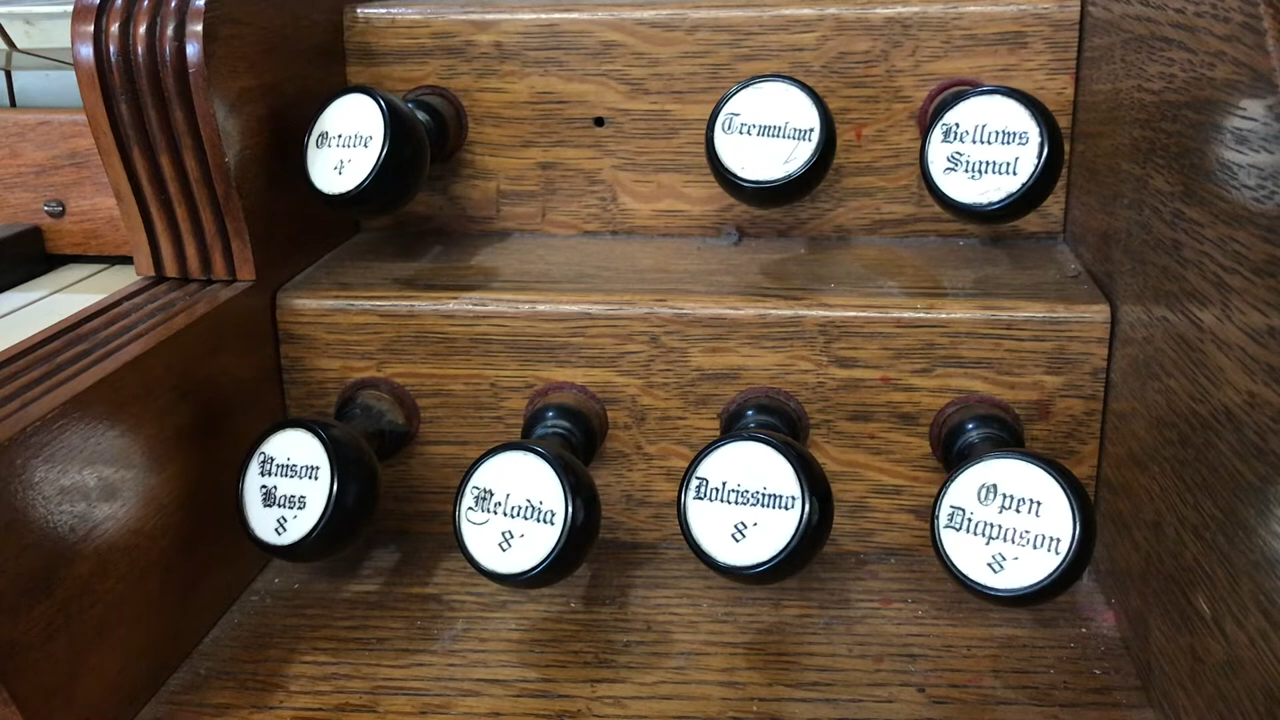 Octave
4'
Tremulant
Bellows
Signal
Unison
Bass
8'
Melodia
8'
Dolcissimo
8'
Open
Diapason
8'